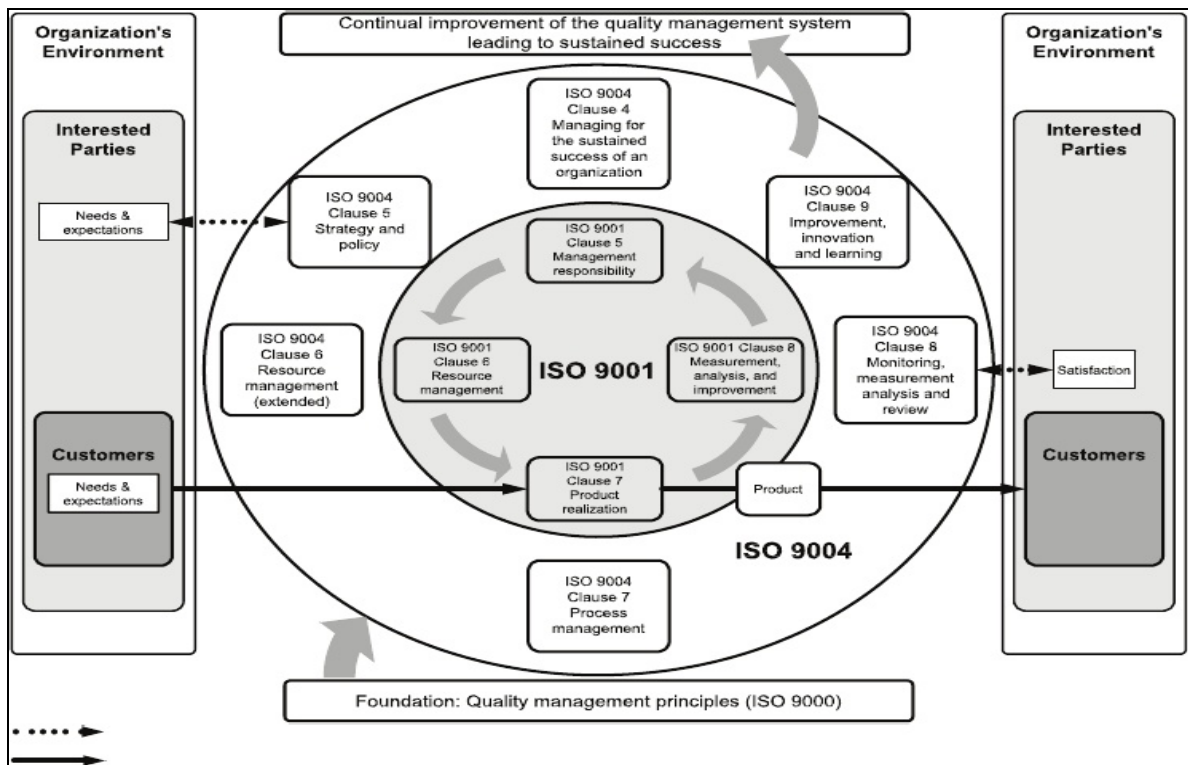 Organization's
Environment
Interested
Parties
Needs &
expectations
Customers
Needs &
expectations
Continual improvement of the quality management system
leading to sustained success
ISO 9004
Clause 4
Managing for
the sustained
success of an
organization
ISO 9004
Clause 5
Strategy and
policy
ISO 9004
Clause 9
Improvement,
innovation
and learning
ISO 9001
Clause 5
Management
responsibility
ISO 9004
Clause 6
Resource
management
(extended)
ISO 9001
Clause 6
Resource
management
ISO 9001
ISO 9001 Clause 8
Measurement,
analysis, and
improvement
ISO 9004
Clause 8
Monitoring,
measurement
analysis and
review
ISO 9001
Clause 7
Product
realization
Product
ISO 9004
ISO 9004
Clause 7
Process
management
Foundation: Quality management principles (ISO 9000)
Organization's
Environment
Interested
Parties
Satisfaction
Customers